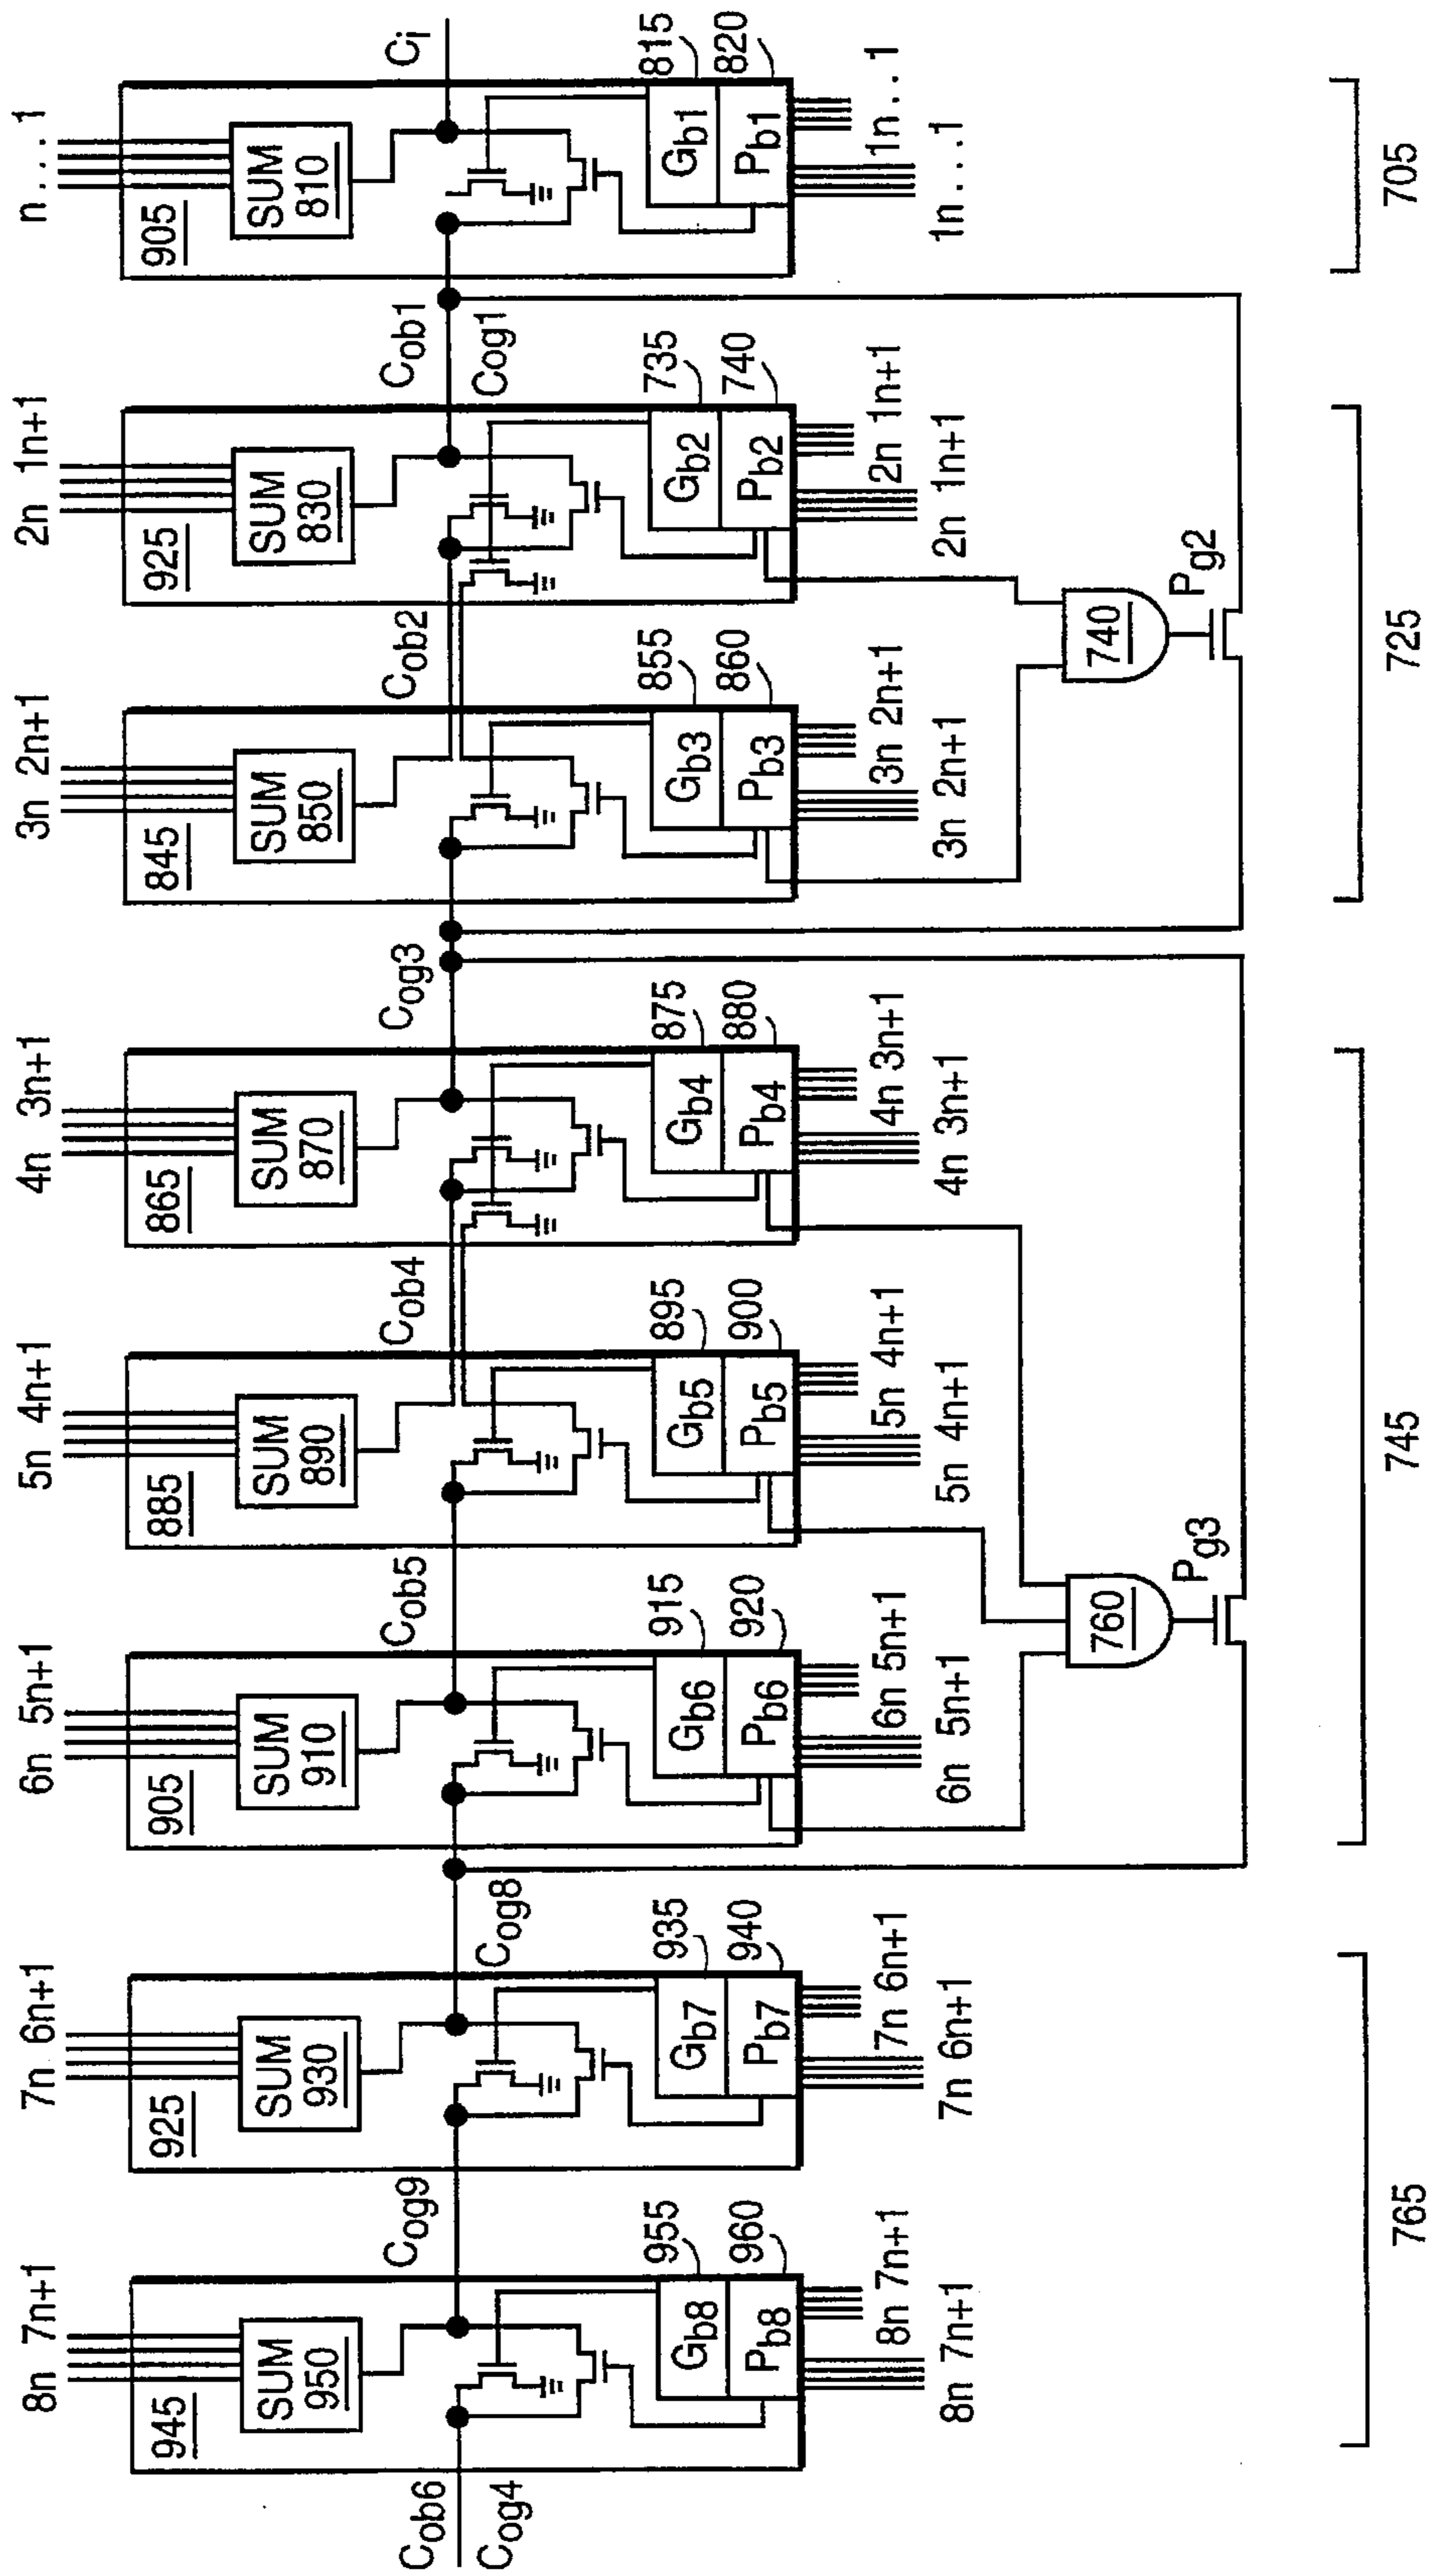 8n 7n+1
7n 6n+1
6n 5n+1
5n 4n+1
4n 3n+1
3n 2n+1
2n 1n+1
n...1
945
SUM
950
925
SUM
930
905
SUM
910
885
SUM
890
865
SUM
870
845
SUM
850
925
SUM
830
905
SUM
810
Cob6
Cog4
Cog9
Cog8
Cob5
Cob4
Cog3
Cob2
Cob1
Cog1
Ci
Gb8
Pb8
955
960
Gb7
Pb7
935
940
Gb6
Pb6
915
920
Gb5
Pb5
895
900
Gb4
Pb4
875
880
Gb3
Pb3
855
860
Gb2
Pb2
735
740
Gb1
Pb1
815
820
8n 7n+1
8n 7n+1
7n 6n+1
7n 6n+1
6n 5n+1
6n 5n+1
5n 4n+1
5n 4n+1
4n 3n+1
4n 3n+1
3n 2n+1
3n 2n+1
2n 1n+1
2n 1n+1
1n...1
1n...1
760
Pg3
740
Pg2
765
745
725
705